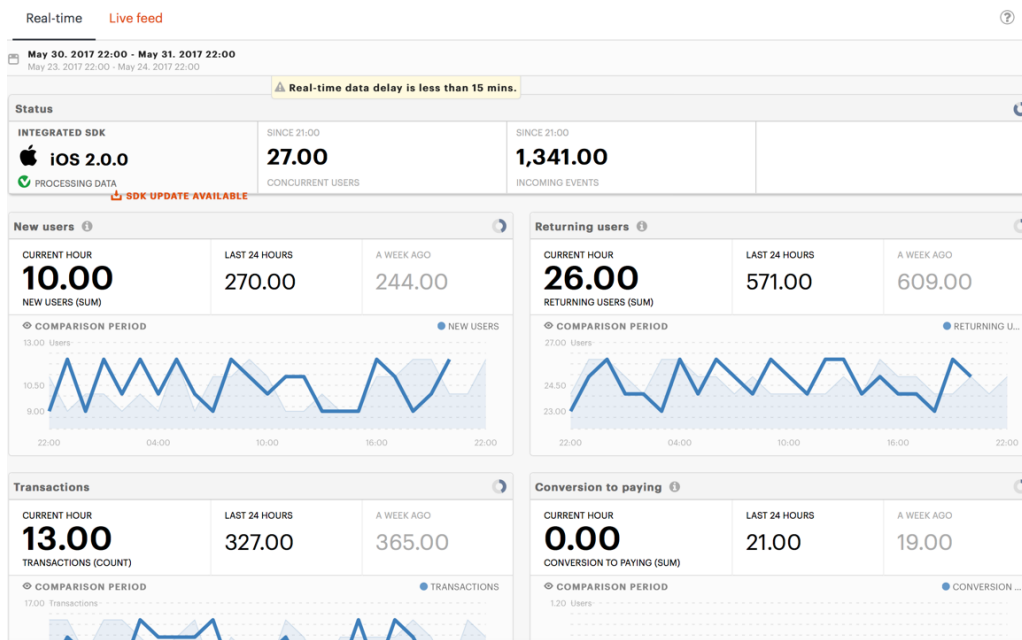 Real-time Live feed
May 30. 2017 22:00 - May 31. 2017 22:00
May 23. 2017 22:00 - May 24. 2017 22:00
Real-time data delay is less than 15 mins.
Status
INTEGRATED SDK SINCE 21:00 SINCE 21:00
iOS 2.0.0 27.00 1,341.00
PROCESSING DATA CONCURRENT USERS INCOMING EVENTS
SDK UPDATE AVAILABLE
New users
CURRENT HOUR LAST 24 HOURS A WEEK AGO
10.00 270.00 244.00
NEW USERS (SUM)
COMPARISON PERIOD NEW USERS
13.00 Users
10.50
9.00
22:00 04:00 10:00 16:00 22:00
Returning users
CURRENT HOUR LAST 24 HOURS A WEEK AGO
26.00 571.00 609.00
RETURNING USERS (SUM)
COMPARISON PERIOD RETURNING U...
27.00 Users
24.50
23.00
22:00 04:00 10:00 16:00 22:00
Transactions
CURRENT HOUR LAST 24 HOURS A WEEK AGO
13.00 327.00 365.00
TRANSACTIONS (COUNT)
COMPARISON PERIOD TRANSACTIONS
17.00 Transactions
Conversion to paying
CURRENT HOUR LAST 24 HOURS A WEEK AGO
0.00 21.00 19.00
CONVERSION TO PAYING (SUM)
COMPARISON PERIOD CONVERSION ...
1.20 Users